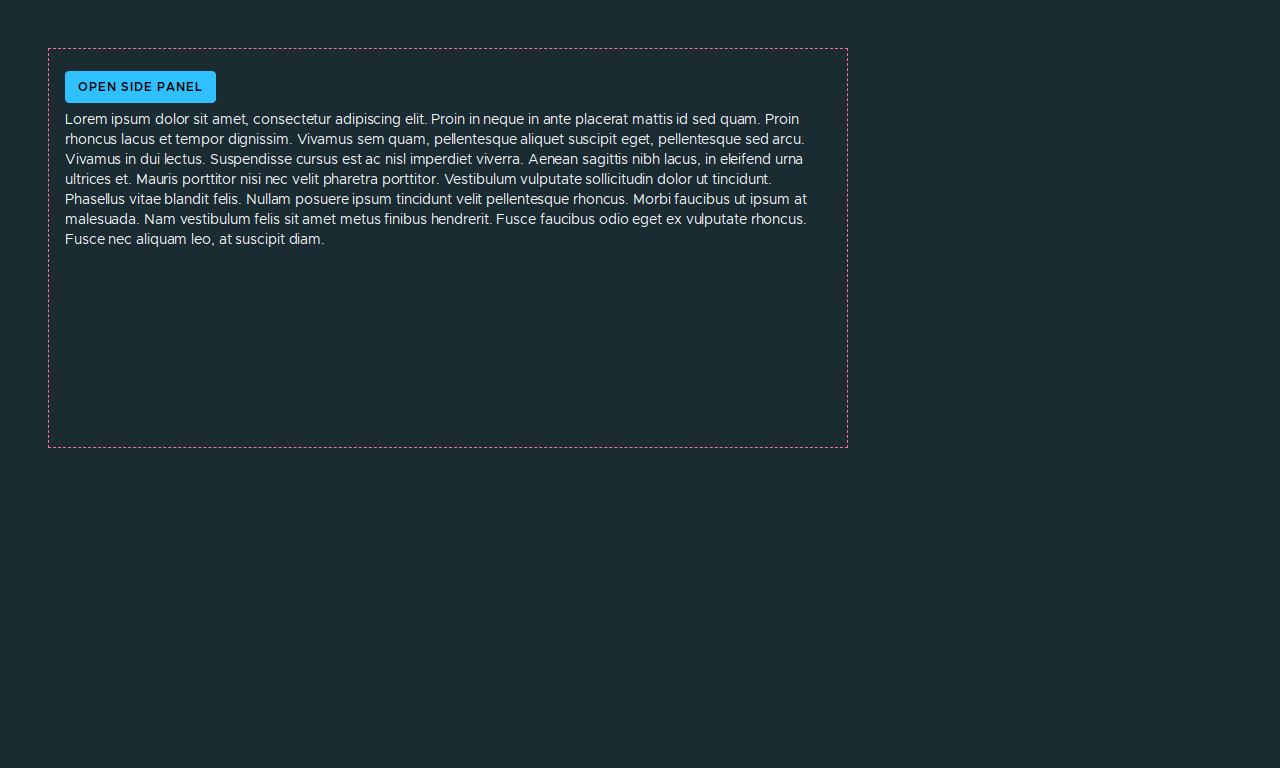 OPEN SIDE PANEL
Lorem ipsum dolor sit amet, consectetur adipiscing elit. Proin in neque in ante placerat mattis id sed quam. Proin
rhoncus lacus et tempor dignissim. Vivamus sem quam, pellentesque aliquet suscipit eget, pellentesque sed arcu.
Vivamus in dui lectus. Suspendisse cursus est ac nisl imperdiet viverra. Aenean sagittis nibh lacus, in eleifend urna
ultrices et. Mauris porttitor nisi nec velit pharetra porttitor. Vestibulum vulputate sollicitudin dolor ut tincidunt.
Phasellus vitae blandit felis. Nullam posuere ipsum tincidunt velit pellentesque rhoncus. Morbi faucibus ut ipsum at
malesuada. Nam vestibulum felis sit amet metus finibus hendrerit. Fusce faucibus odio eget ex vulputate rhoncus.
Fusce nec aliquam leo, at suscipit diam.